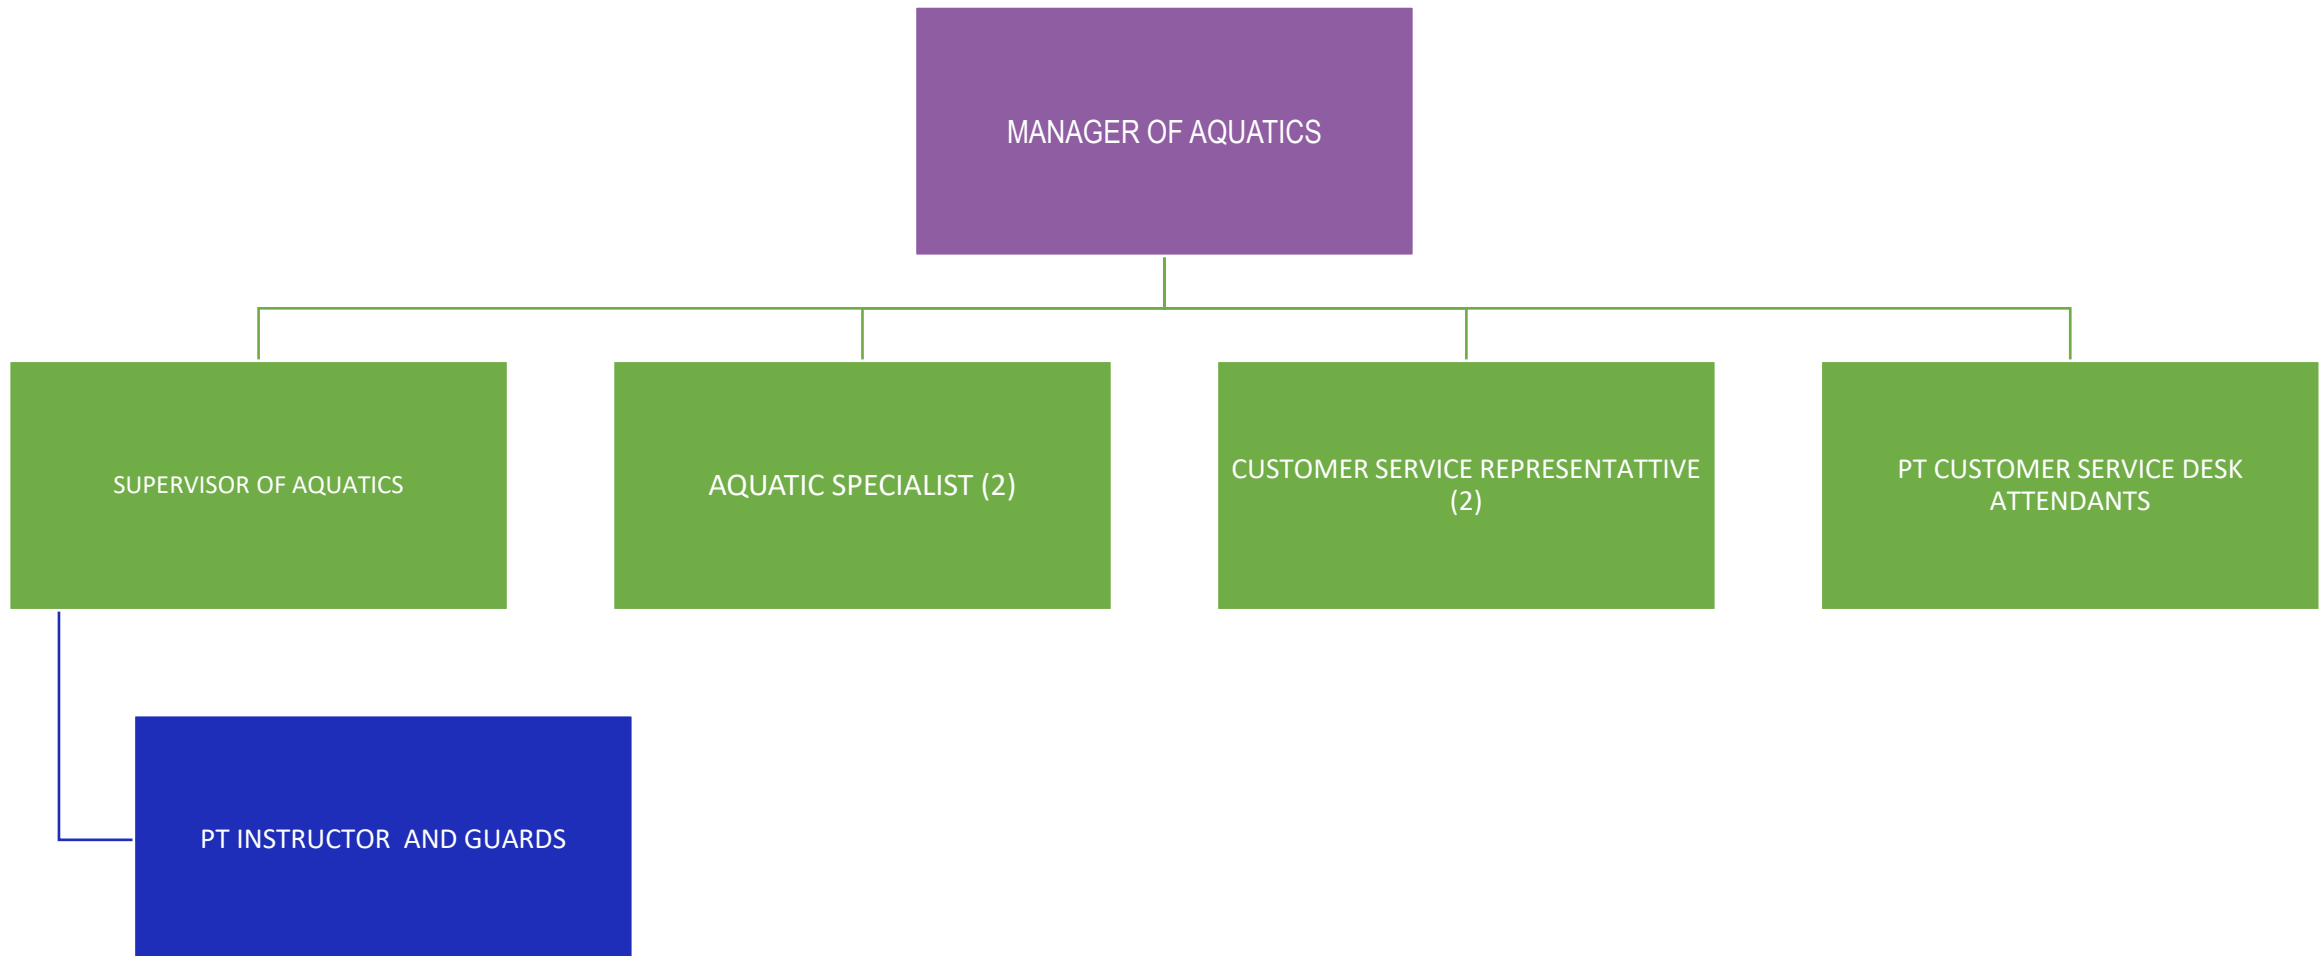 MANAGER OF AQUATICS
SUPERVISOR OF AQUATICS
AQUATIC SPECIALIST (2)
CUSTOMER SERVICE REPRESENTATTIVE
(2)
PT CUSTOMER SERVICE DESK
ATTENDANTS
PT INSTRUCTOR  AND GUARDS